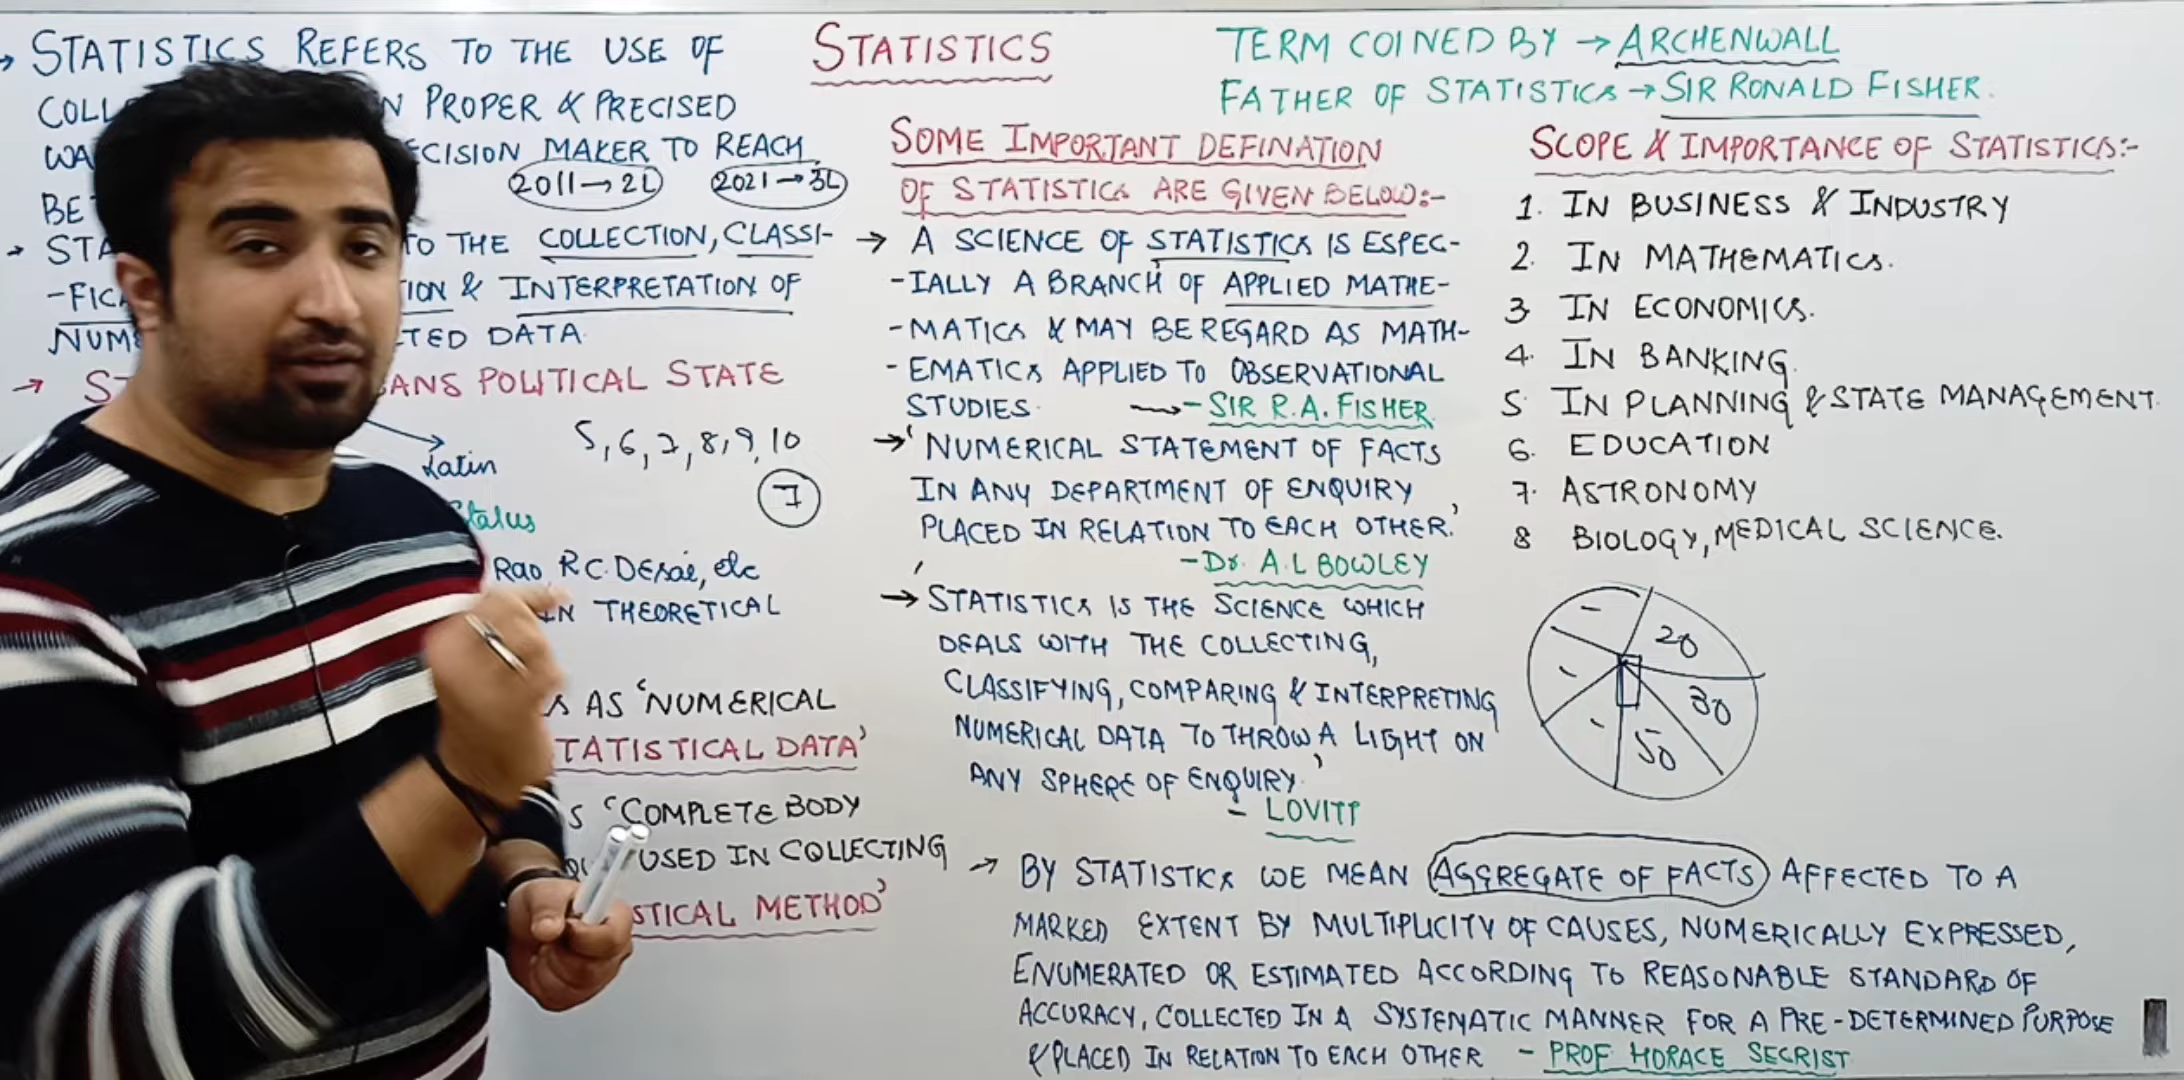 → STATISTICS REFERS TO THE USE OF
COLL N PROPER & PRECISED
WA CISION MAKER TO REACH
2011→2L 2021→3L
BE
→ STA TO THE COLLECTION, CLASSI-
-FIC ION & INTERPRETATION OF
NUME TED DATA
→ S ANS POLITICAL STATE
5,6,7,8,9,10
Latin
7
Status
Rao, R.C. DESai, etc
IN THEORETICAL
S AS 'NUMERICAL
TATISTICAL DATA'
S 'COMPLETE BODY
USED IN COLLECTING
STICAL METHOD'
STATISTICS
TERM COINED BY → ARCHENWALL
FATHER OF STATISTICS → SIR RONALD FISHER.
SOME IMPORTANT DEFINATION
OF STATISTICS ARE GIVEN BELOW:-
→ A SCIENCE OF STATISTICS IS ESPEC-
-IALLY A BRANCH OF APPLIED MATHE-
-MATICS & MAY BE REGARD AS MATH-
-EMATICS APPLIED TO OBSERVATIONAL
STUDIES. - SIR R.A. FISHER
→ 'NUMERICAL STATEMENT OF FACTS
IN ANY DEPARTMENT OF ENQUIRY
PLACED IN RELATION TO EACH OTHER.'
- Dr. A.L BOWLEY
→ 'STATISTICS IS THE SCIENCE WHICH
DEALS WITH THE COLLECTING,
CLASSIFYING, COMPARING & INTERPRETING
NUMERICAL DATA TO THROW A LIGHT ON
ANY SPHERE OF ENQUIRY.'
- LOVITT
→ BY STATISTICS WE MEAN AGGREGATE OF FACTS AFFECTED TO A
MARKED EXTENT BY MULTIPLICITY OF CAUSES, NUMERICALLY EXPRESSED,
ENUMERATED OR ESTIMATED ACCORDING TO REASONABLE STANDARD OF
ACCURACY, COLLECTED IN A SYSTEMATIC MANNER FOR A PRE-DETERMINED PURPOSE
& PLACED IN RELATION TO EACH OTHER - PROF HORACE SECRIST
SCOPE & IMPORTANCE OF STATISTICS:-
1. IN BUSINESS & INDUSTRY
2. IN MATHEMATICS.
3 IN ECONOMICS.
4. IN BANKING.
5 IN PLANNING & STATE MANAGEMENT.
6. EDUCATION
7. ASTRONOMY
8 BIOLOGY, MEDICAL SCIENCE.
20
30
50